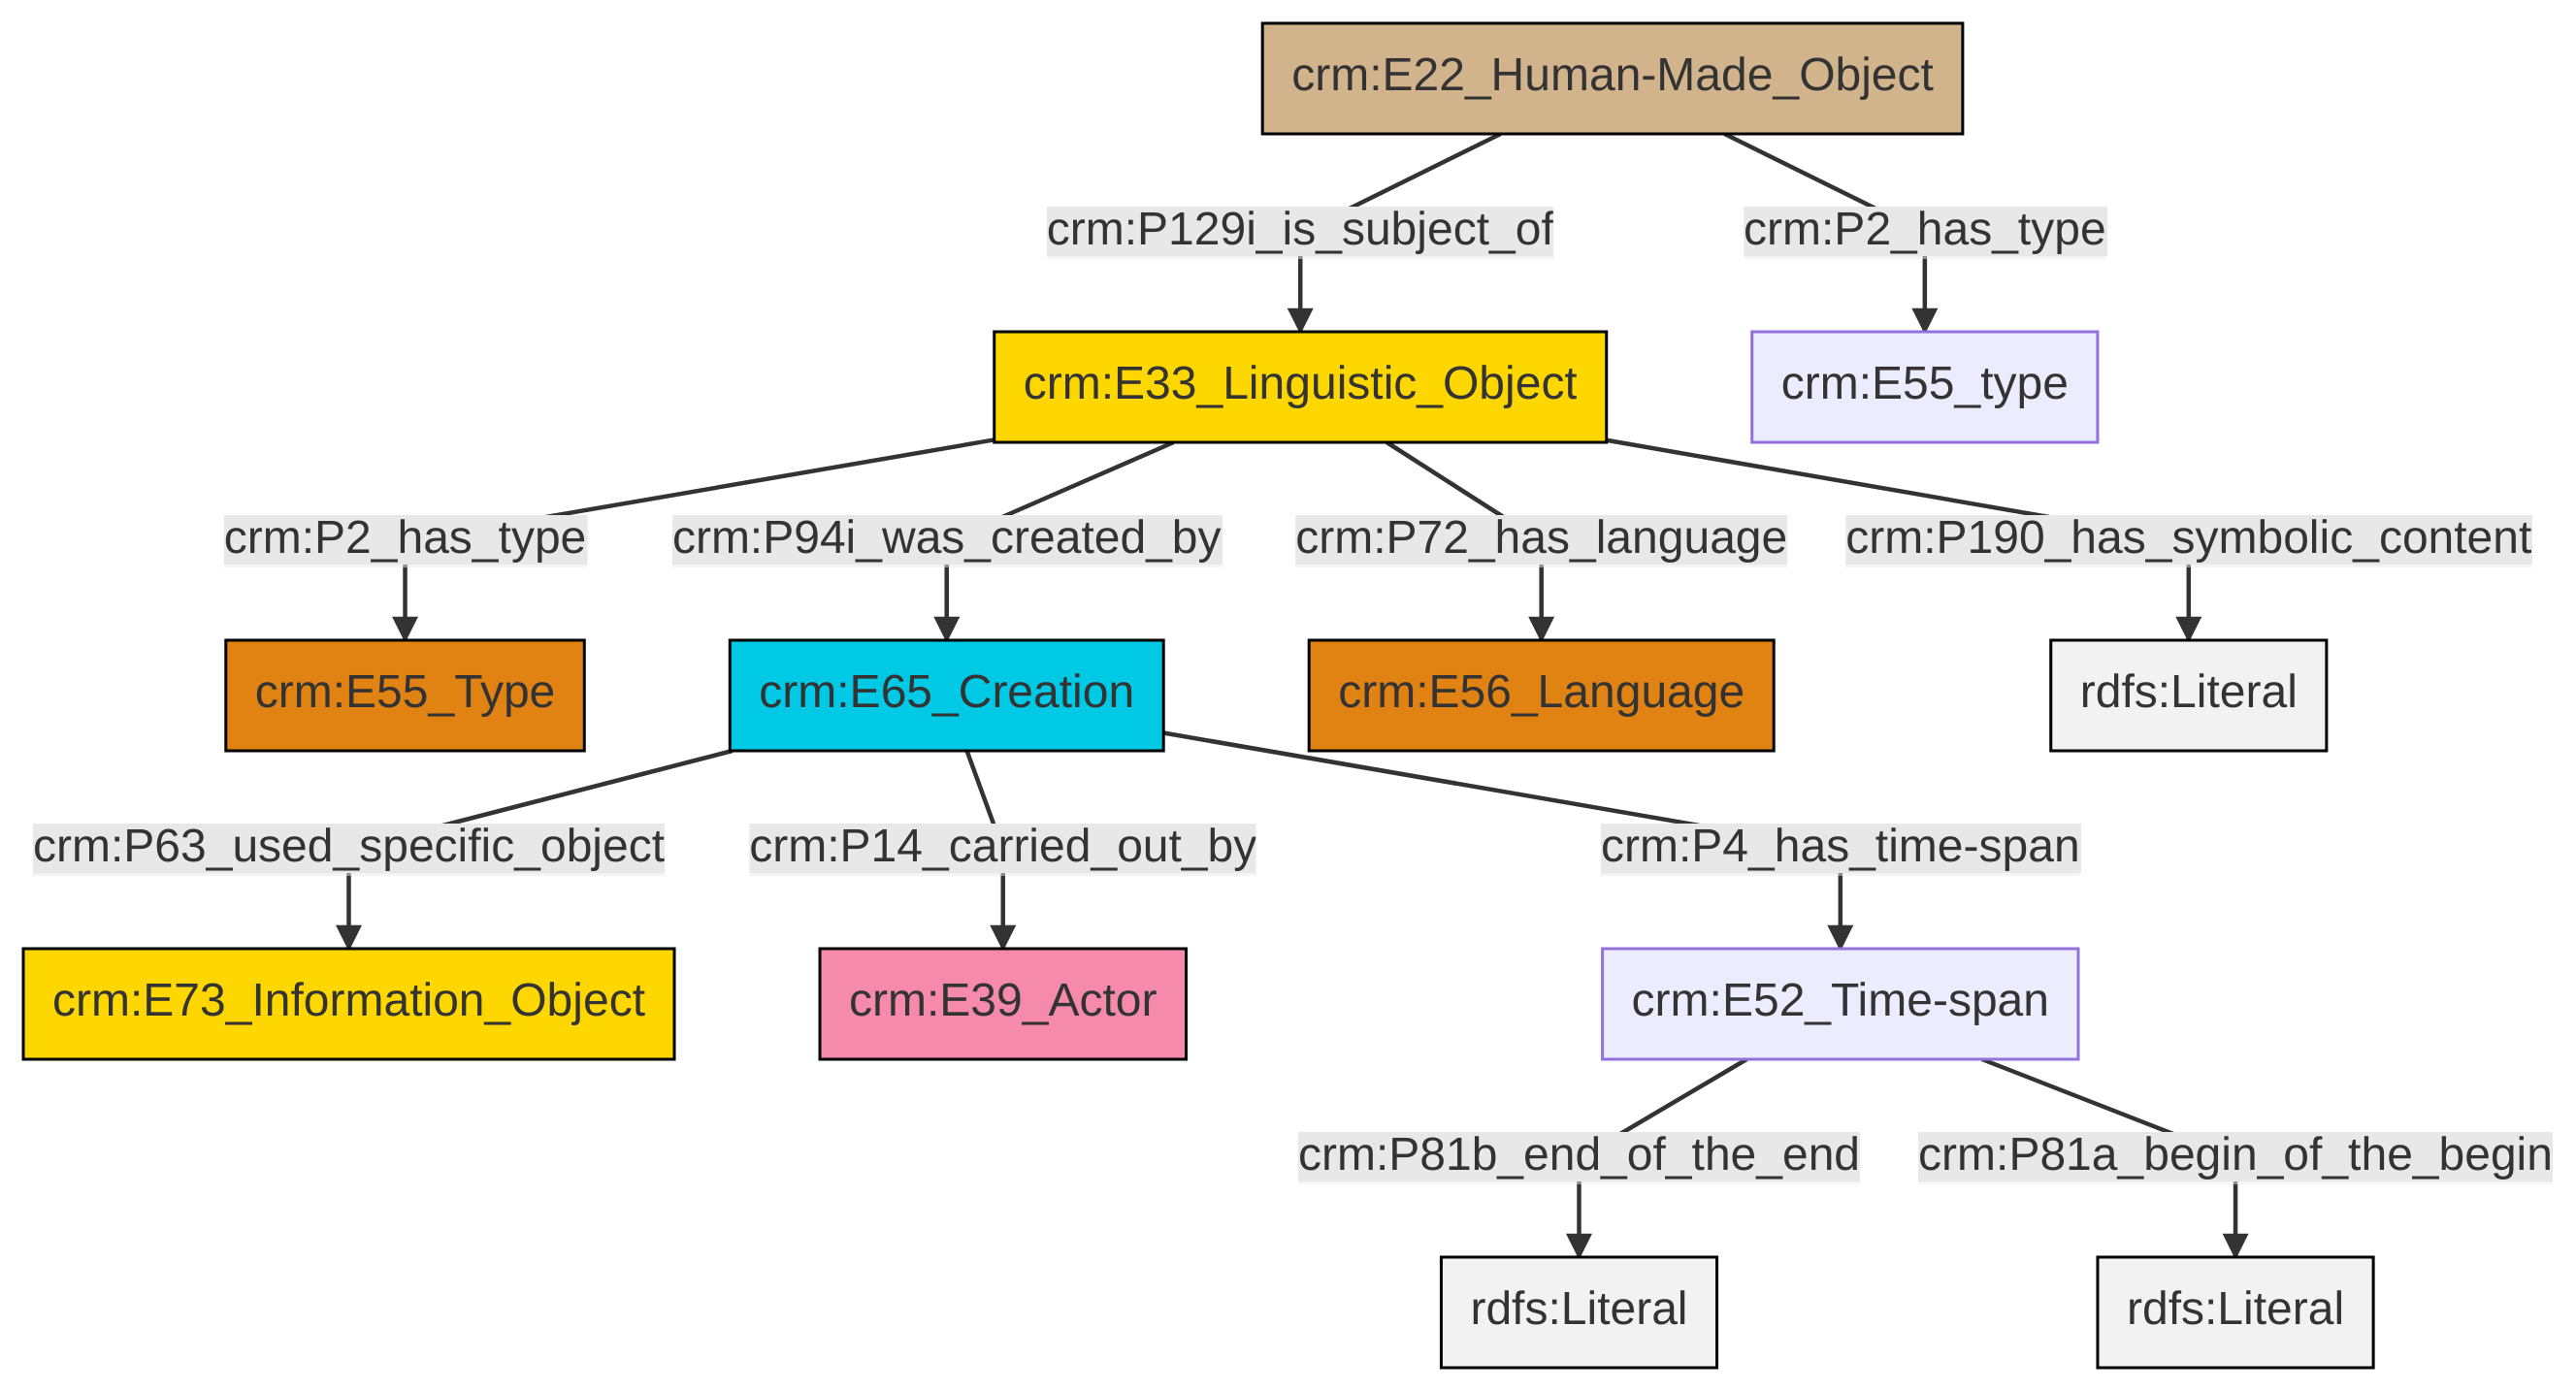 crm:E22_Human-Made_Object
crm:P129i_is_subject_of
crm:P2_has_type
crm:E33_Linguistic_Object
crm:E55_type
crm:P2_has_type
crm:P94i_was_created_by
crm:P72_has_language
crm:P190_has_symbolic_content
crm:E55_Type
crm:E65_Creation
crm:E56_Language
rdfs:Literal
crm:P63_used_specific_object
crm:P14_carried_out_by
crm:P4_has_time-span
crm:E73_Information_Object
crm:E39_Actor
crm:E52_Time-span
crm:P81b_end_of_the_end
crm:P81a_begin_of_the_begin
rdfs:Literal
rdfs:Literal